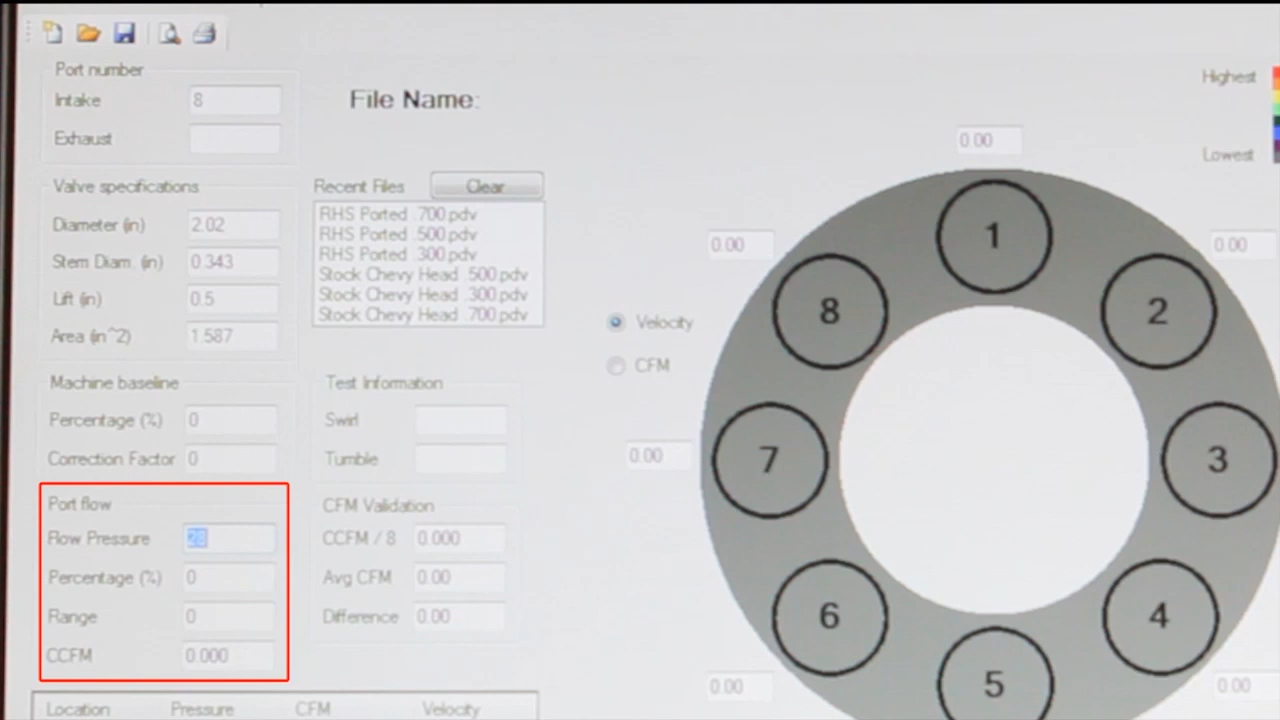 Port number
Intake 8
Exhaust
File Name:
Highest
Lowest
0.00
Valve specifications
Diameter (in) 2.02
Stem Diam. (in) 0.343
Lift (in) 0.5
Area (in^2) 1.587
Recent Files Clear
RHS Ported .700.pdv
RHS Ported .500.pdv
RHS Ported .300.pdv
Stock Chevy Head .500.pdv
Stock Chevy Head .300.pdv
Stock Chevy Head .700.pdv
0.00
0.00
Velocity
CFM
Machine baseline
Percentage (%) 0
Correction Factor 0
Test Information
Swirl
Tumble
0.00
Port flow
Flow Pressure 28
Percentage (%) 0
Range 0
CCFM 0.000
CFM Validation
CCFM / 8 0.000
Avg CFM 0.00
Difference 0.00
1
2
3
4
5
6
7
8
0.00
0.00
Location Pressure CFM Velocity